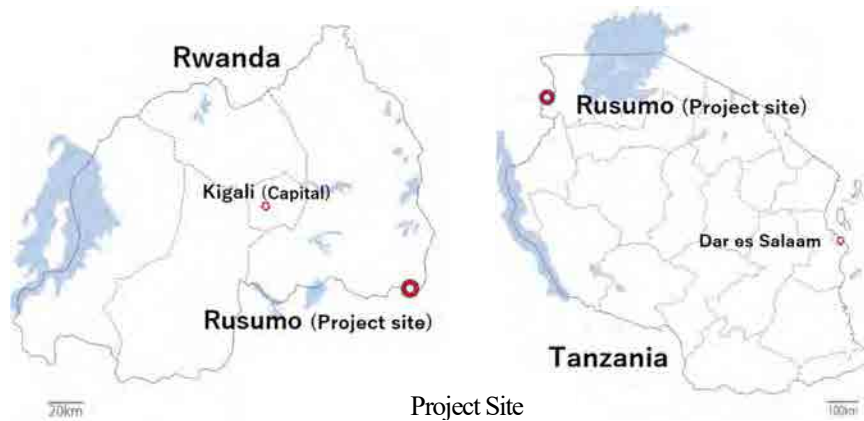 Rwanda
Kigali (Capital)
Rusumo (Project site)
20km
Rusumo (Project site)
Dar es Salaam
Tanzania
100km
Project Site